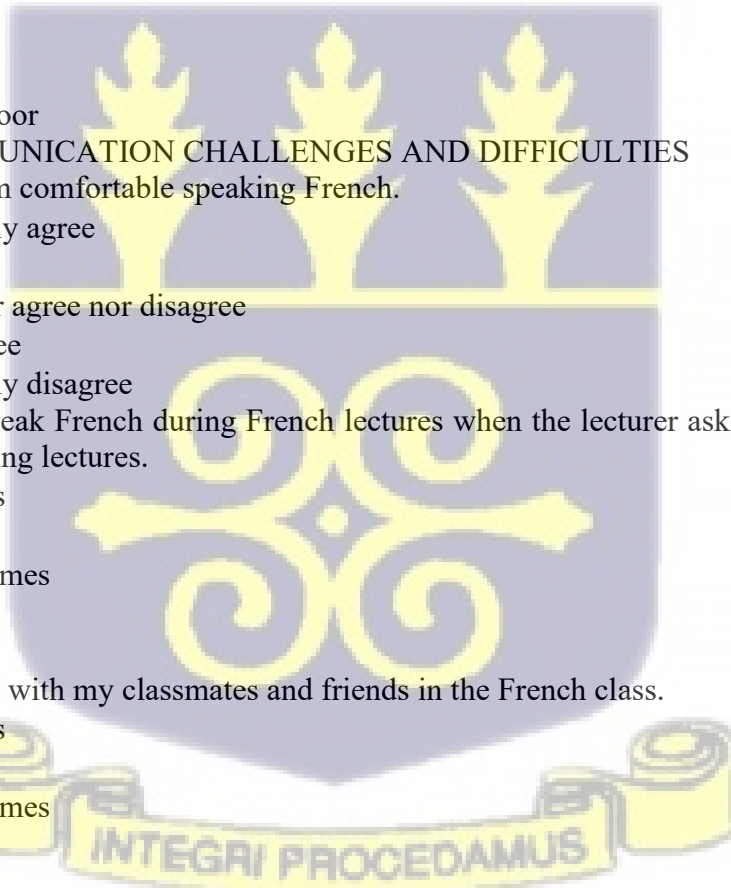 oor
UNICATION CHALLENGES AND DIFFICULTIES
m comfortable speaking French.
ly agree
r agree nor disagree
ee
ly disagree
eak French during French lectures when the lecturer ask
ng lectures.
s
mes
with my classmates and friends in the French class.
s
mes
INTEGRI PROCEDAMUS